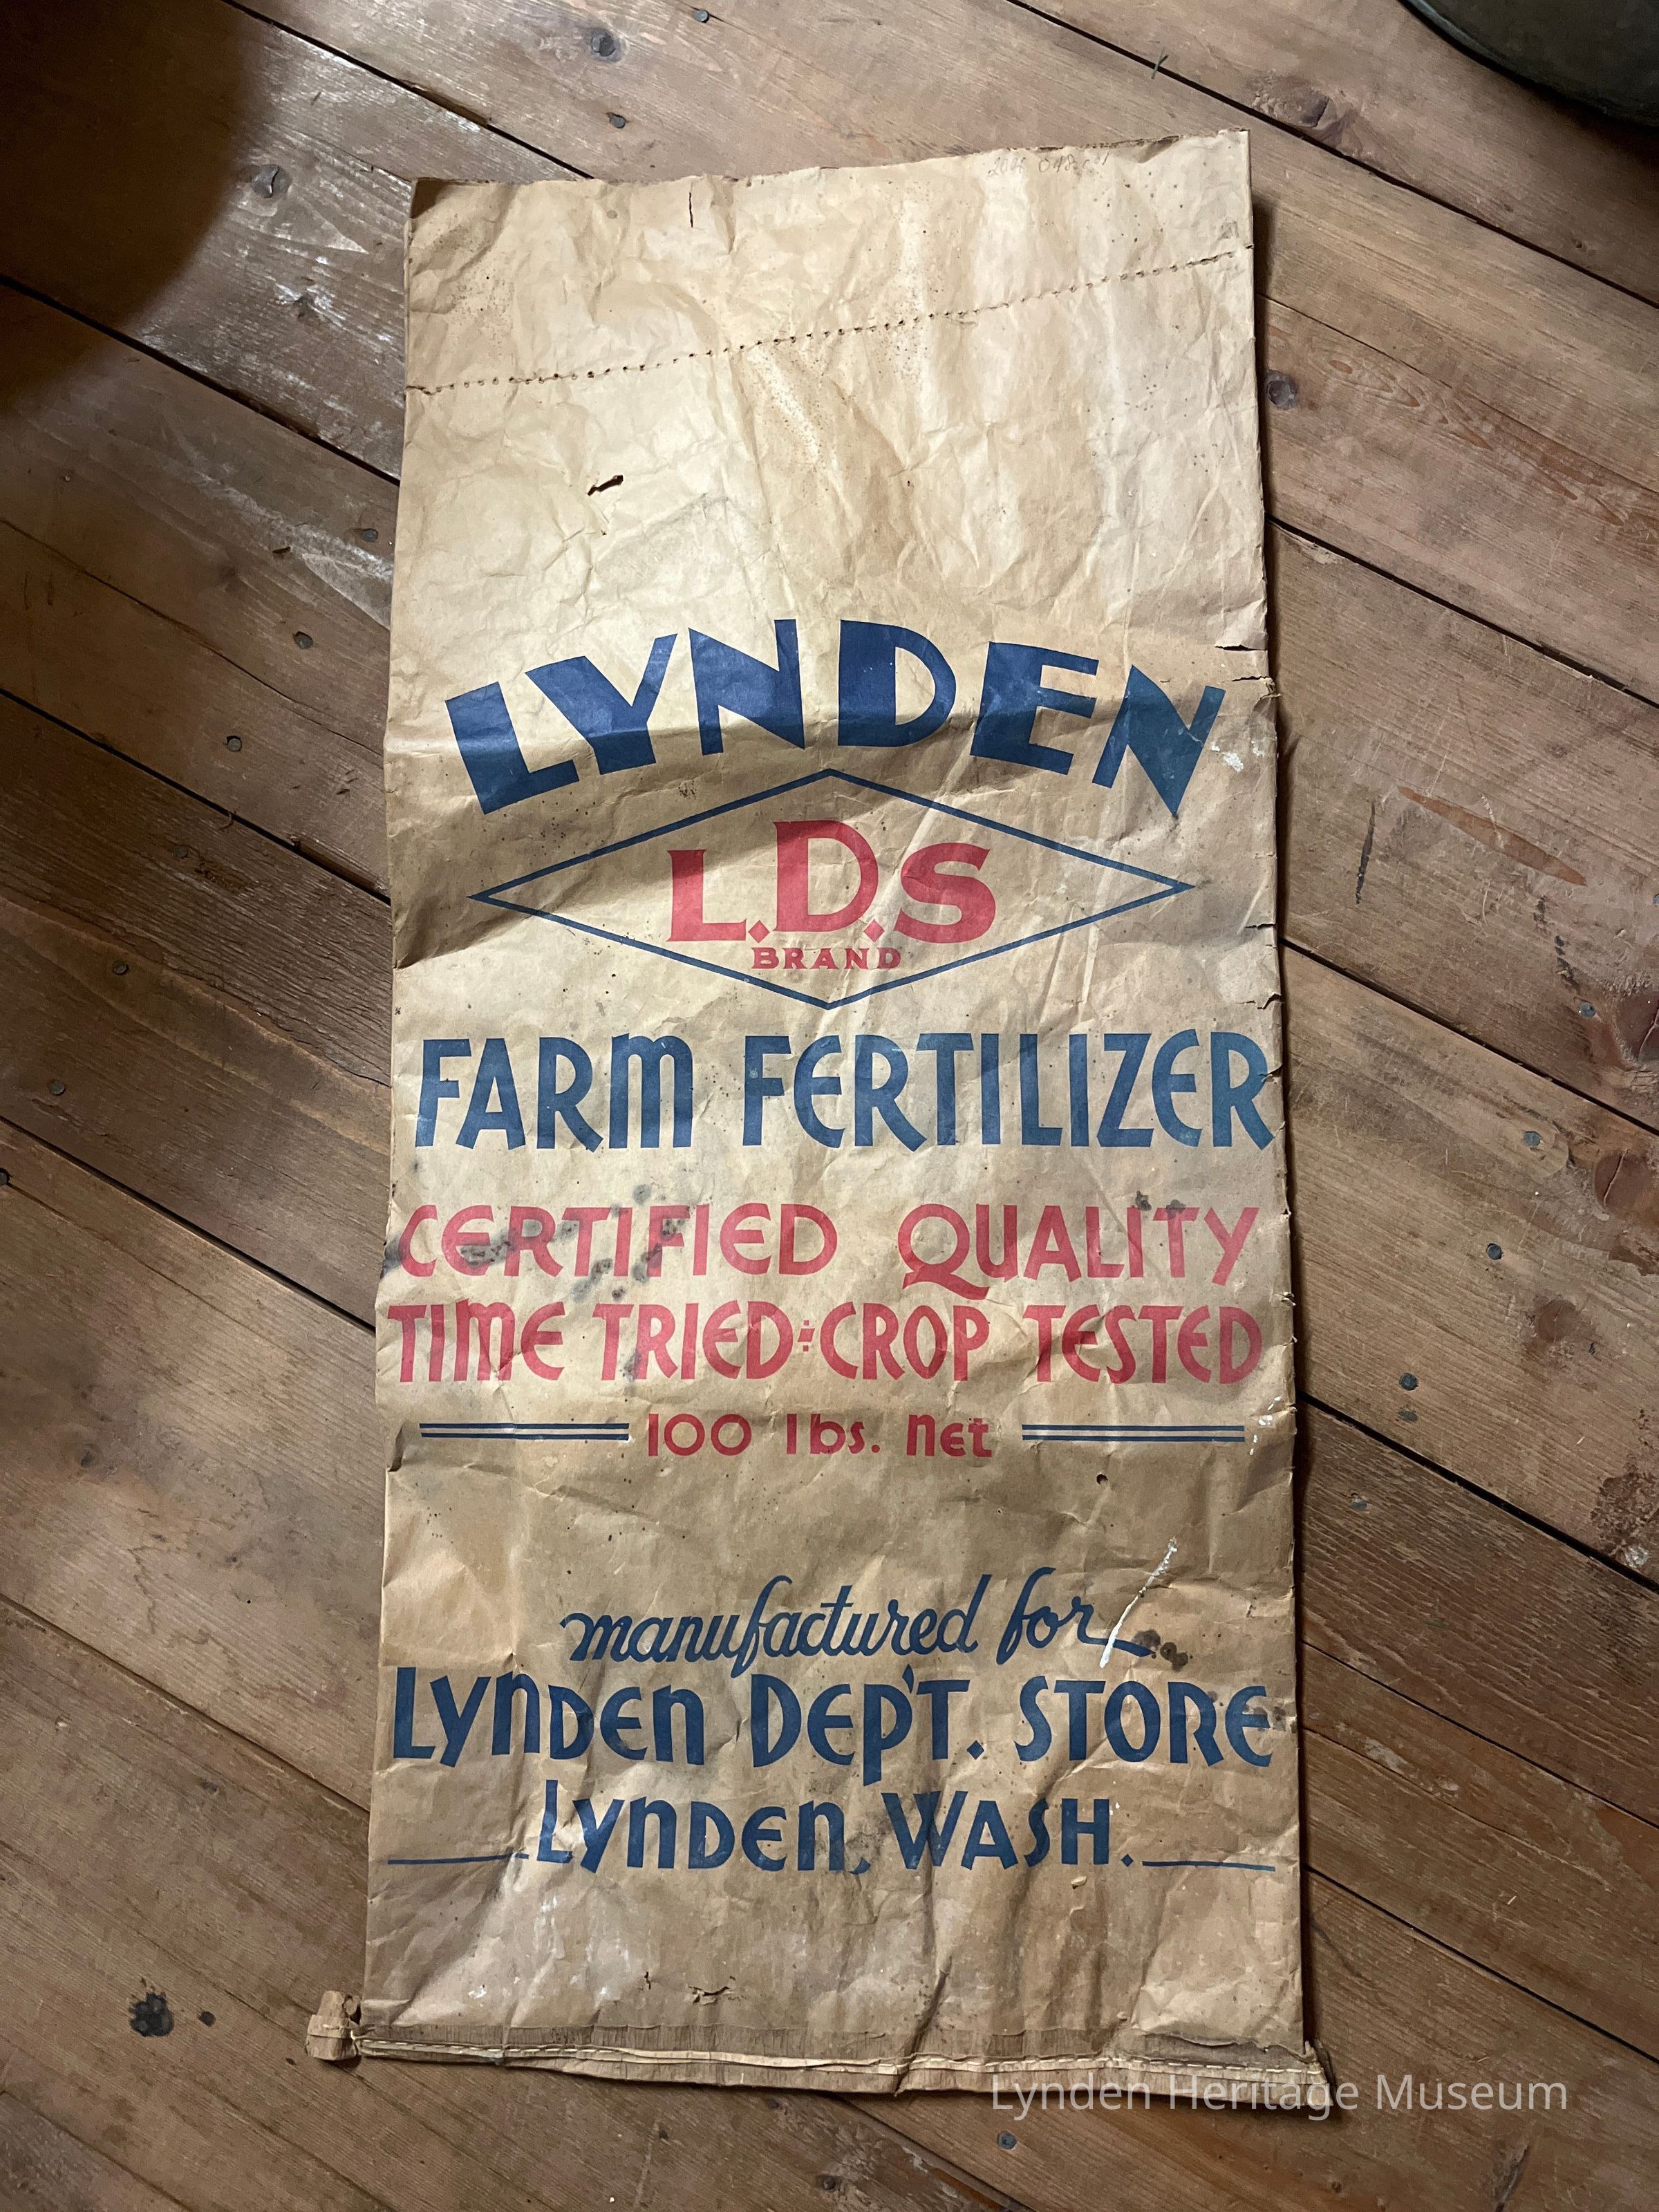 LYNDEN
L.D.S
BRAND
FARM FERTILIZER
CERTIFIED QUALITY
TIME TRIED÷CROP TESTED
100 lbs. Net
manufactured for
LYNDEN DEP'T. STORE
LYNDEN, WASH.
Lynden Heritage Museum